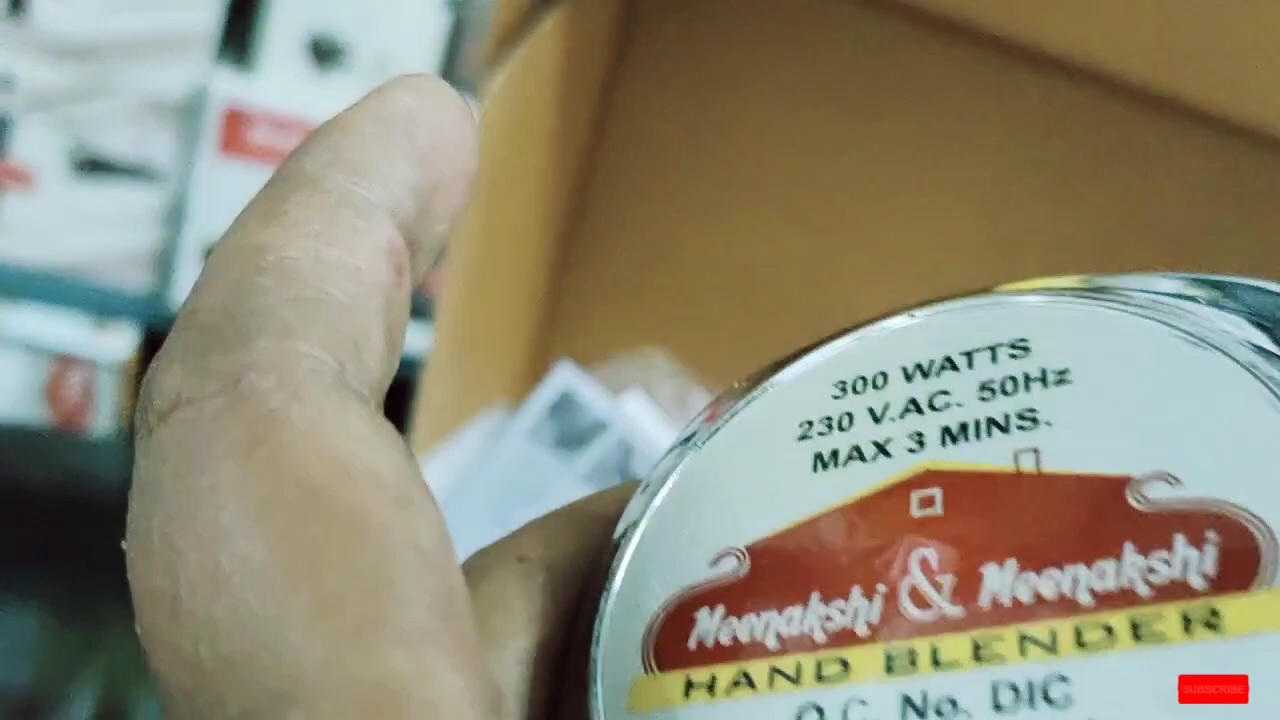 300 WATTS
230 V.AC. 50Hz
MAX 3 MINS.
Meenakshi & Meenakshi
HAND BLENDER
Q.C. No. DIC
SUBSCRIBE